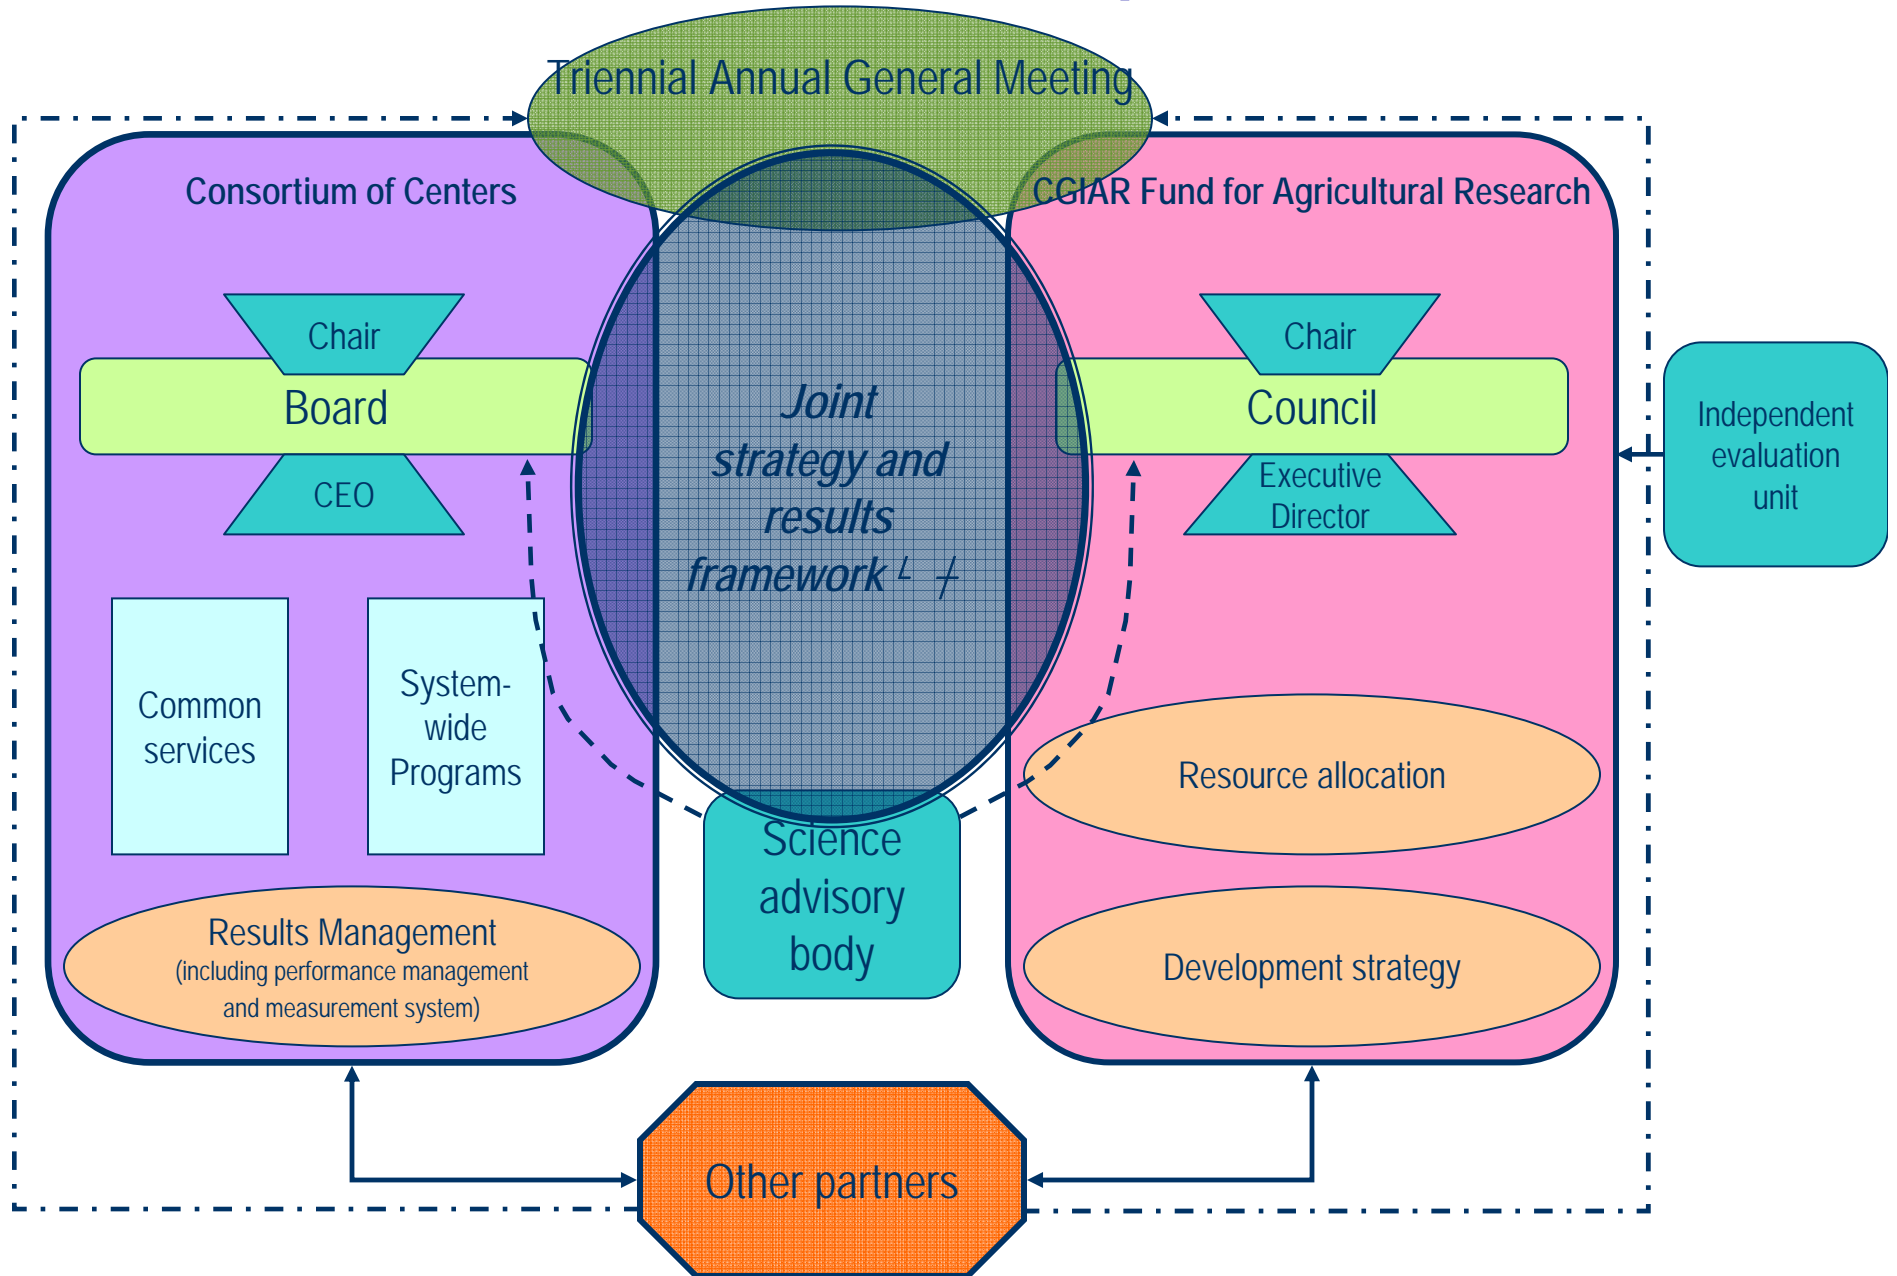 Triennial Annual General Meeting
Consortium of Centers
CGIAR Fund for Agricultural Research
Chair
Board
CEO
Chair
Council
Executive
Director
Joint
strategy and
results
framework
Independent
evaluation
unit
Common
services
System-
wide
Programs
Resource allocation
Science
advisory
body
Results Management
(including performance management
and measurement system)
Development strategy
Other partners